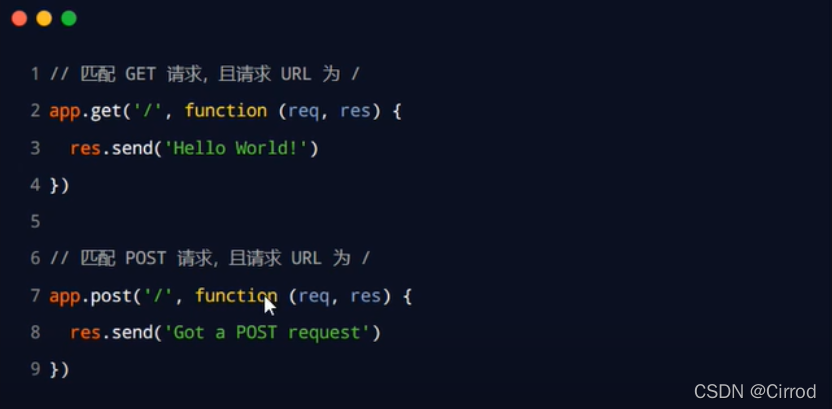 1 // 匹配 GET 请求，且请求 URL 为 /
2 app.get('/', function (req, res) {
3   res.send('Hello World!')
4 })
5
6 // 匹配 POST 请求，且请求 URL 为 /
7 app.post('/', function (req, res) {
8   res.send('Got a POST request')
9 })
CSDN @Cirrod